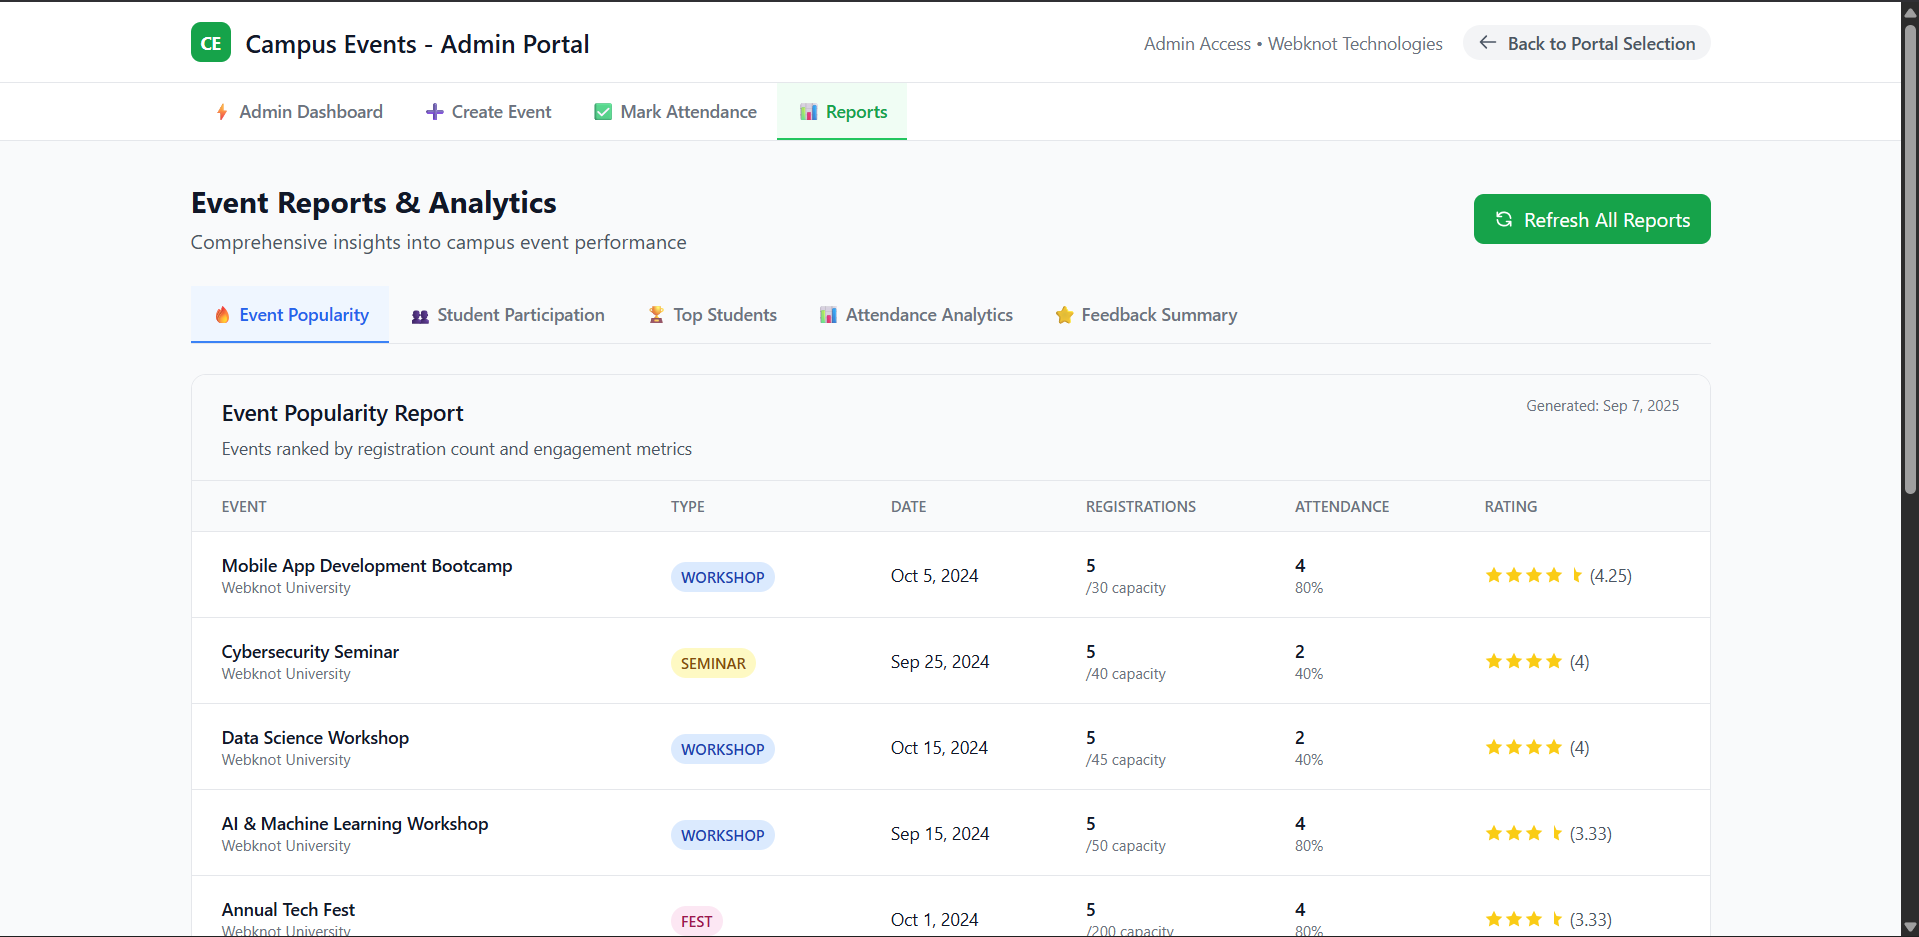 CE Campus Events - Admin Portal
Admin Access • Webknot Technologies
← Back to Portal Selection
Admin Dashboard
Create Event
Mark Attendance
Reports
Event Reports & Analytics
Comprehensive insights into campus event performance
Refresh All Reports
Event Popularity
Student Participation
Top Students
Attendance Analytics
Feedback Summary
Event Popularity Report
Generated: Sep 7, 2025
Events ranked by registration count and engagement metrics
EVENT TYPE DATE REGISTRATIONS ATTENDANCE RATING
Mobile App Development Bootcamp
Webknot University
WORKSHOP
Oct 5, 2024
5
/30 capacity
4
80%
(4.25)
Cybersecurity Seminar
Webknot University
SEMINAR
Sep 25, 2024
5
/40 capacity
2
40%
(4)
Data Science Workshop
Webknot University
WORKSHOP
Oct 15, 2024
5
/45 capacity
2
40%
(4)
AI & Machine Learning Workshop
Webknot University
WORKSHOP
Sep 15, 2024
5
/50 capacity
4
80%
(3.33)
Annual Tech Fest
Webknot University
FEST
Oct 1, 2024
5
/200 capacity
4
80%
(3.33)